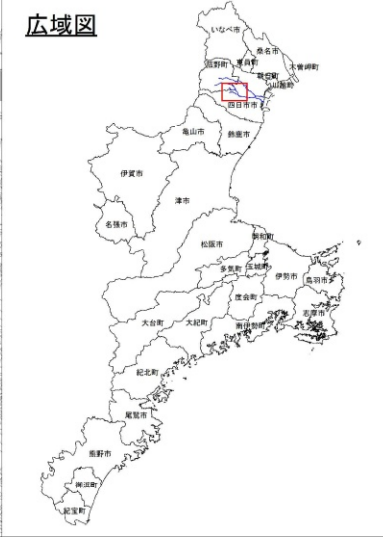 広域図
いなべ市
桑名市
東員町
木曽岬町
菰野町
朝日町
川越町
四日市市
亀山市
鈴鹿市
伊賀市
津市
名張市
松阪市
明和町
多気町
玉城町
伊勢市
鳥羽市
度会町
志摩市
大台町
大紀町
南伊勢町
紀北町
尾鷲市
熊野市
御浜町
紀宝町